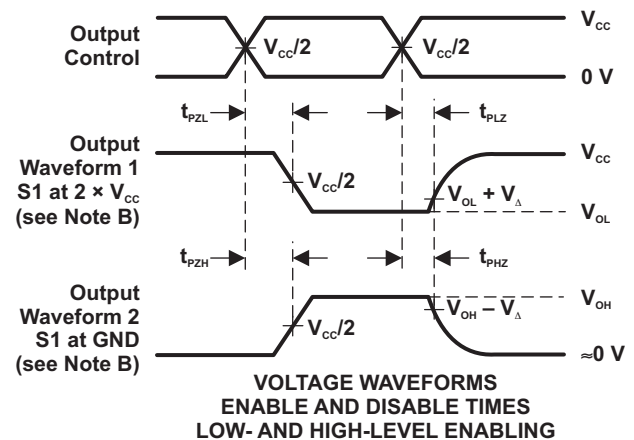 Output
Control
V_CC/2
V_CC/2
V_CC
0 V
t_PZL
t_PLZ
Output
Waveform 1
S1 at 2 × V_CC
(see Note B)
V_CC/2
V_OL + V_Δ
V_CC
V_OL
t_PZH
t_PHZ
Output
Waveform 2
S1 at GND
(see Note B)
V_CC/2
V_OH − V_Δ
V_OH
≈0 V
VOLTAGE WAVEFORMS
ENABLE AND DISABLE TIMES
LOW- AND HIGH-LEVEL ENABLING